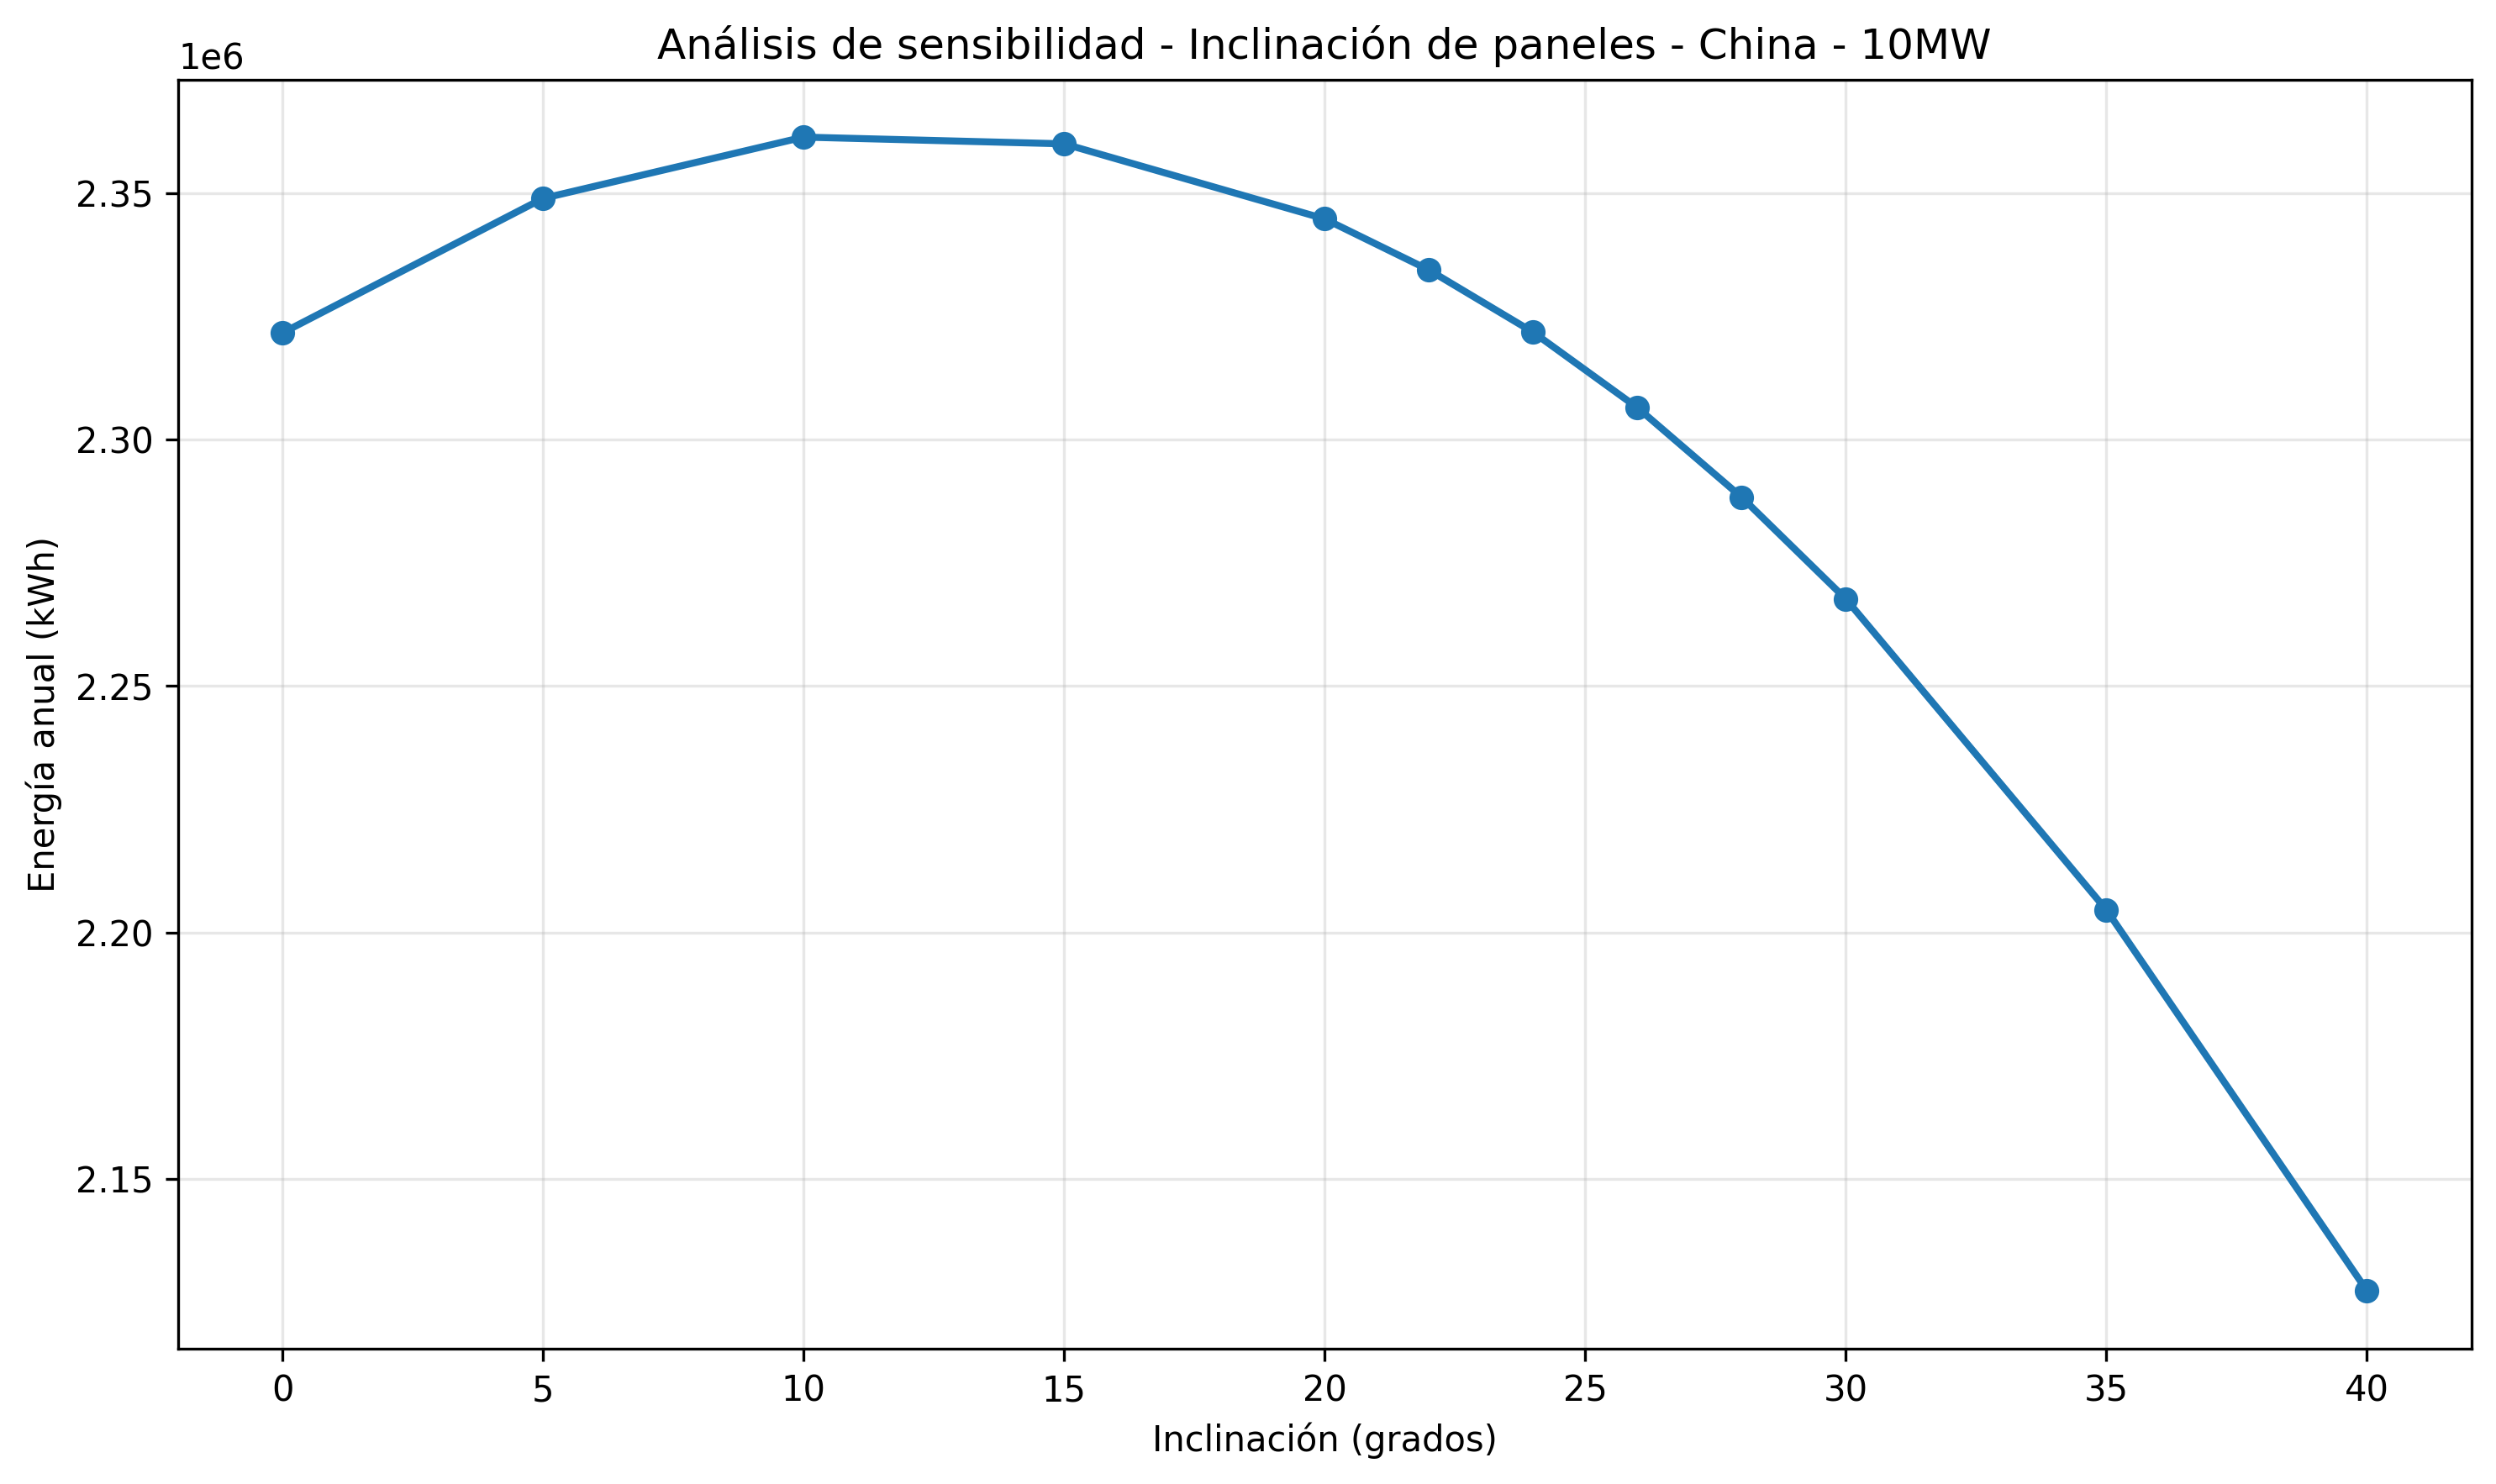 Análisis de sensibilidad - Inclinación de paneles - China - 10MW
1e6
2.35
2.30
2.25
2.20
2.15
Energía anual (kWh)
0 5 10 15 20 25 30 35 40
Inclinación (grados)